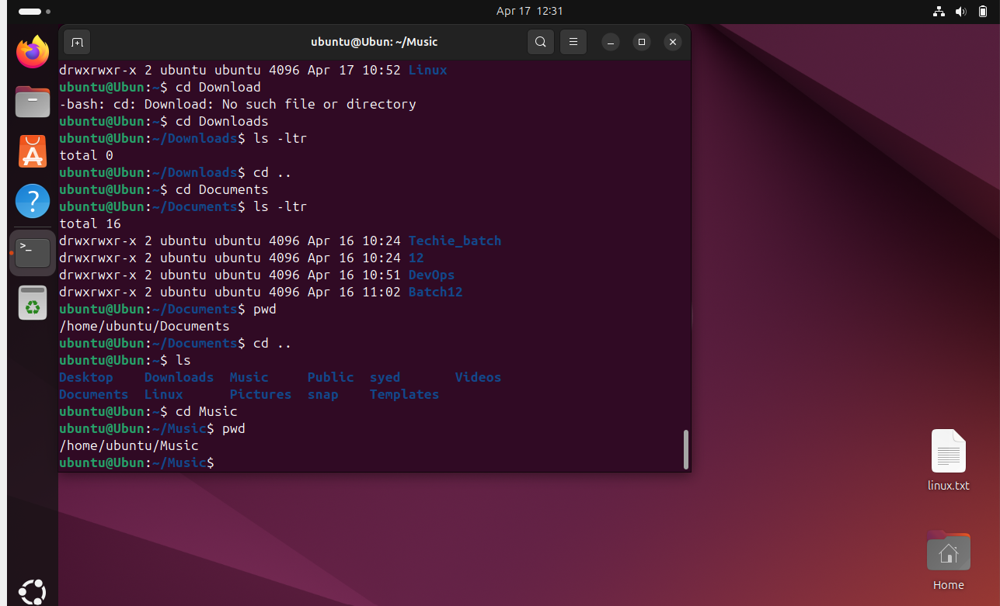 Apr 17 12:31
ubuntu@Ubun: ~/Music
drwxrwxr-x 2 ubuntu ubuntu 4096 Apr 17 10:52 Linux
ubuntu@Ubun:~$ cd Download
-bash: cd: Download: No such file or directory
ubuntu@Ubun:~$ cd Downloads
ubuntu@Ubun:~/Downloads$ ls -ltr
total 0
ubuntu@Ubun:~/Downloads$ cd ..
ubuntu@Ubun:~$ cd Documents
ubuntu@Ubun:~/Documents$ ls -ltr
total 16
drwxrwxr-x 2 ubuntu ubuntu 4096 Apr 16 10:24 Techie_batch
drwxrwxr-x 2 ubuntu ubuntu 4096 Apr 16 10:24 12
drwxrwxr-x 2 ubuntu ubuntu 4096 Apr 16 10:51 DevOps
drwxrwxr-x 2 ubuntu ubuntu 4096 Apr 16 11:02 Batch12
ubuntu@Ubun:~/Documents$ pwd
/home/ubuntu/Documents
ubuntu@Ubun:~/Documents$ cd ..
ubuntu@Ubun:~$ ls
Desktop    Downloads  Music     Public  syed       Videos
Documents  Linux      Pictures  snap    Templates
ubuntu@Ubun:~$ cd Music
ubuntu@Ubun:~/Music$ pwd
/home/ubuntu/Music
ubuntu@Ubun:~/Music$
linux.txt
Home